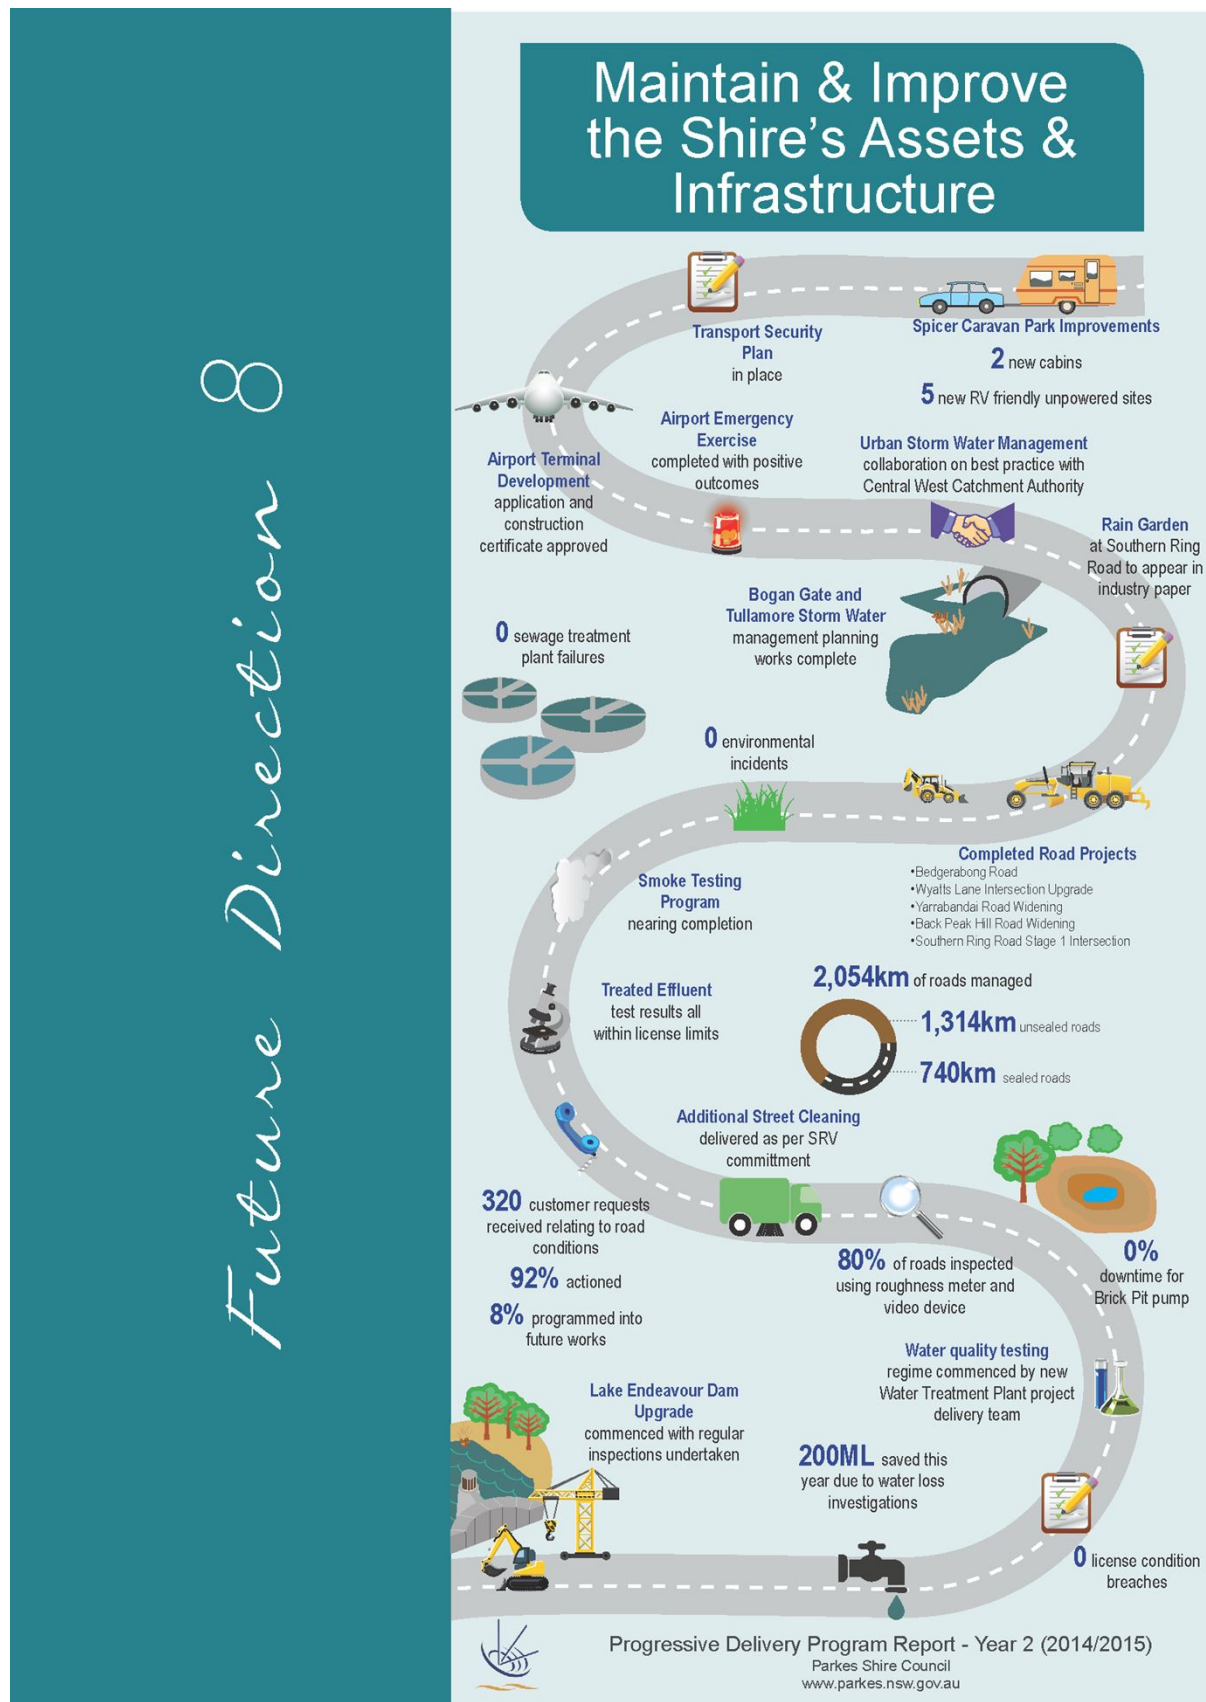 Future Direction 8
Maintain & Improve
the Shire's Assets &
Infrastructure
Transport Security
Plan
in place
Spicer Caravan Park Improvements
2 new cabins
5 new RV friendly unpowered sites
Airport Emergency
Exercise
completed with positive
outcomes
Urban Storm Water Management
collaboration on best practice with
Central West Catchment Authority
Airport Terminal
Development
application and
construction
certificate approved
Rain Garden
at Southern Ring
Road to appear in
industry paper
Bogan Gate and
Tullamore Storm Water
management planning
works complete
0 sewage treatment
plant failures
0 environmental
incidents
Completed Road Projects
•Bedgerabong Road
•Wyatts Lane Intersection Upgrade
•Yarrabandai Road Widening
•Back Peak Hill Road Widening
•Southern Ring Road Stage 1 Intersection
Smoke Testing
Program
nearing completion
2,054km of roads managed
1,314km unsealed roads
740km sealed roads
Treated Effluent
test results all
within license limits
Additional Street Cleaning
delivered as per SRV
committment
320 customer requests
received relating to road
conditions
92% actioned
8% programmed into
future works
80% of roads inspected
using roughness meter and
video device
0%
downtime for
Brick Pit pump
Water quality testing
regime commenced by new
Water Treatment Plant project
delivery team
Lake Endeavour Dam
Upgrade
commenced with regular
inspections undertaken
200ML saved this
year due to water loss
investigations
0 license condition
breaches
Progressive Delivery Program Report - Year 2 (2014/2015)
Parkes Shire Council
www.parkes.nsw.gov.au